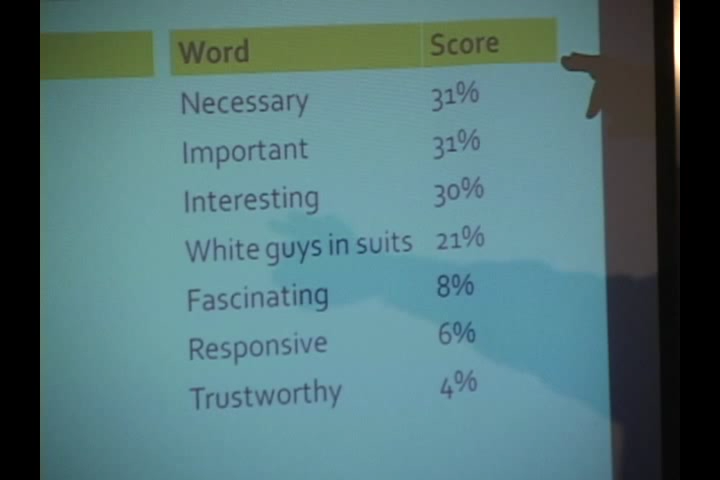 Word Score
Necessary 31%
Important 31%
Interesting 30%
White guys in suits 21%
Fascinating 8%
Responsive 6%
Trustworthy 4%